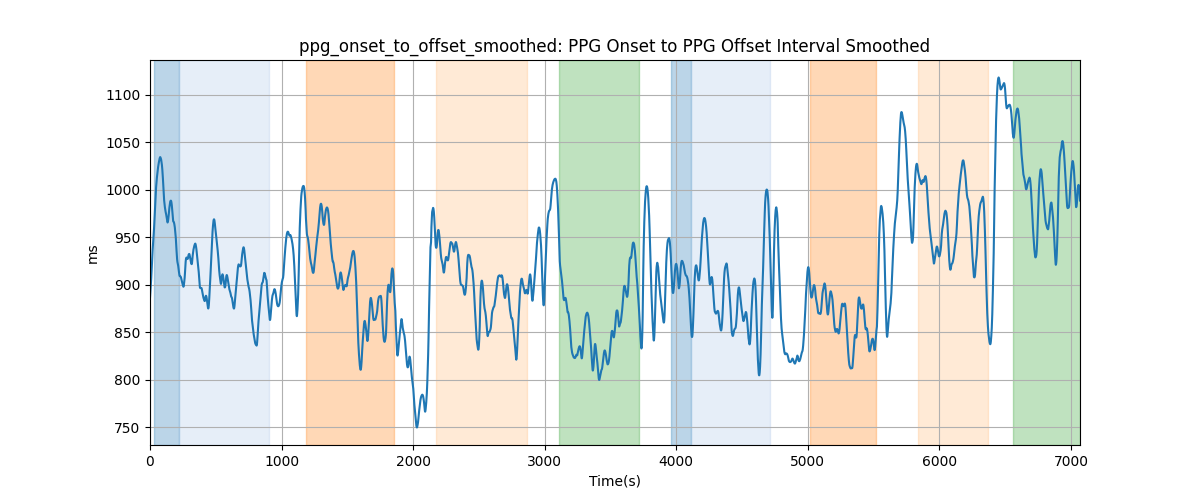 ppg_onset_to_offset_smoothed: PPG Onset to PPG Offset Interval Smoothed
1100
1050
1000
950
900
850
800
750
ms
0 1000 2000 3000 4000 5000 6000 7000
Time(s)